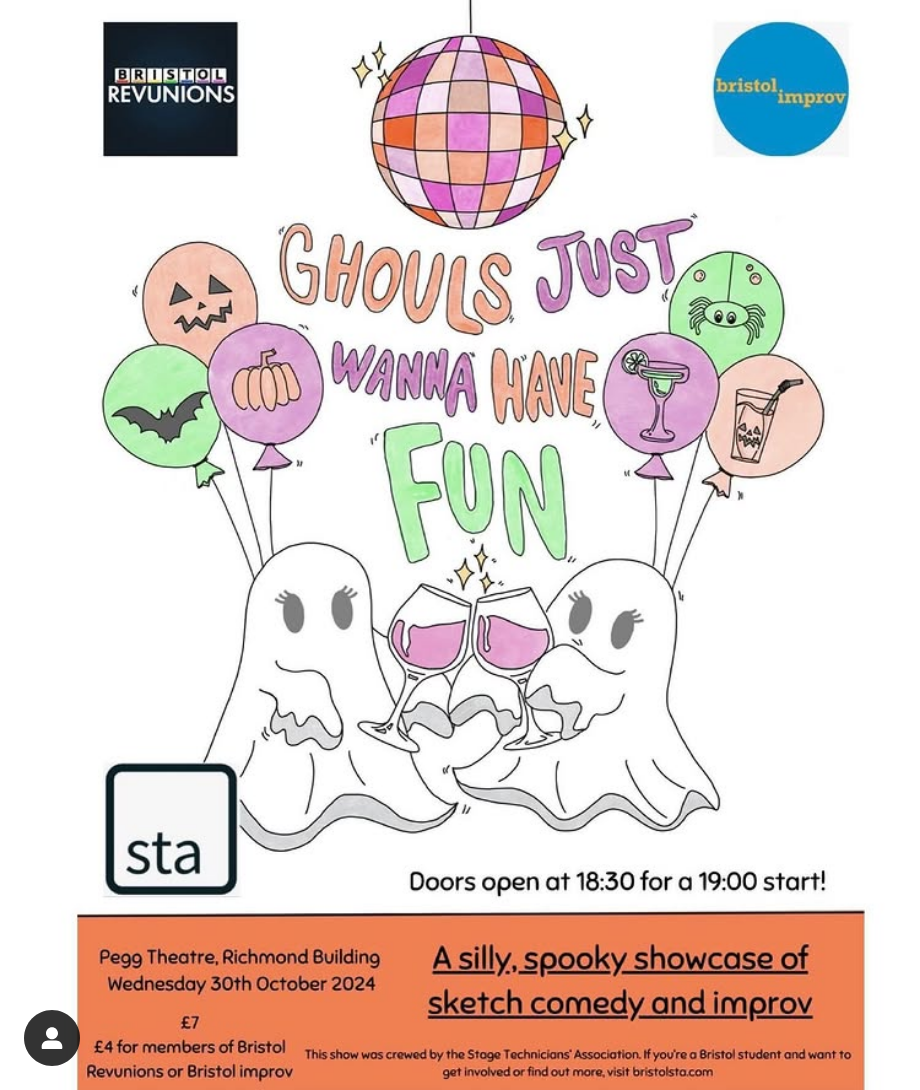 BRISTOL
REVUNIONS
bristol
improv
GHOULS JUST
WANNA HAVE
FUN
sta
Doors open at 18:30 for a 19:00 start!
Pegg Theatre, Richmond Building
Wednesday 30th October 2024
£7
£4 for members of Bristol
Revunions or Bristol improv
A silly, spooky showcase of
sketch comedy and improv
This show was crewed by the Stage Technicians' Association. If you're a Bristol student and want to
get involved or find out more, visit bristolsta.com